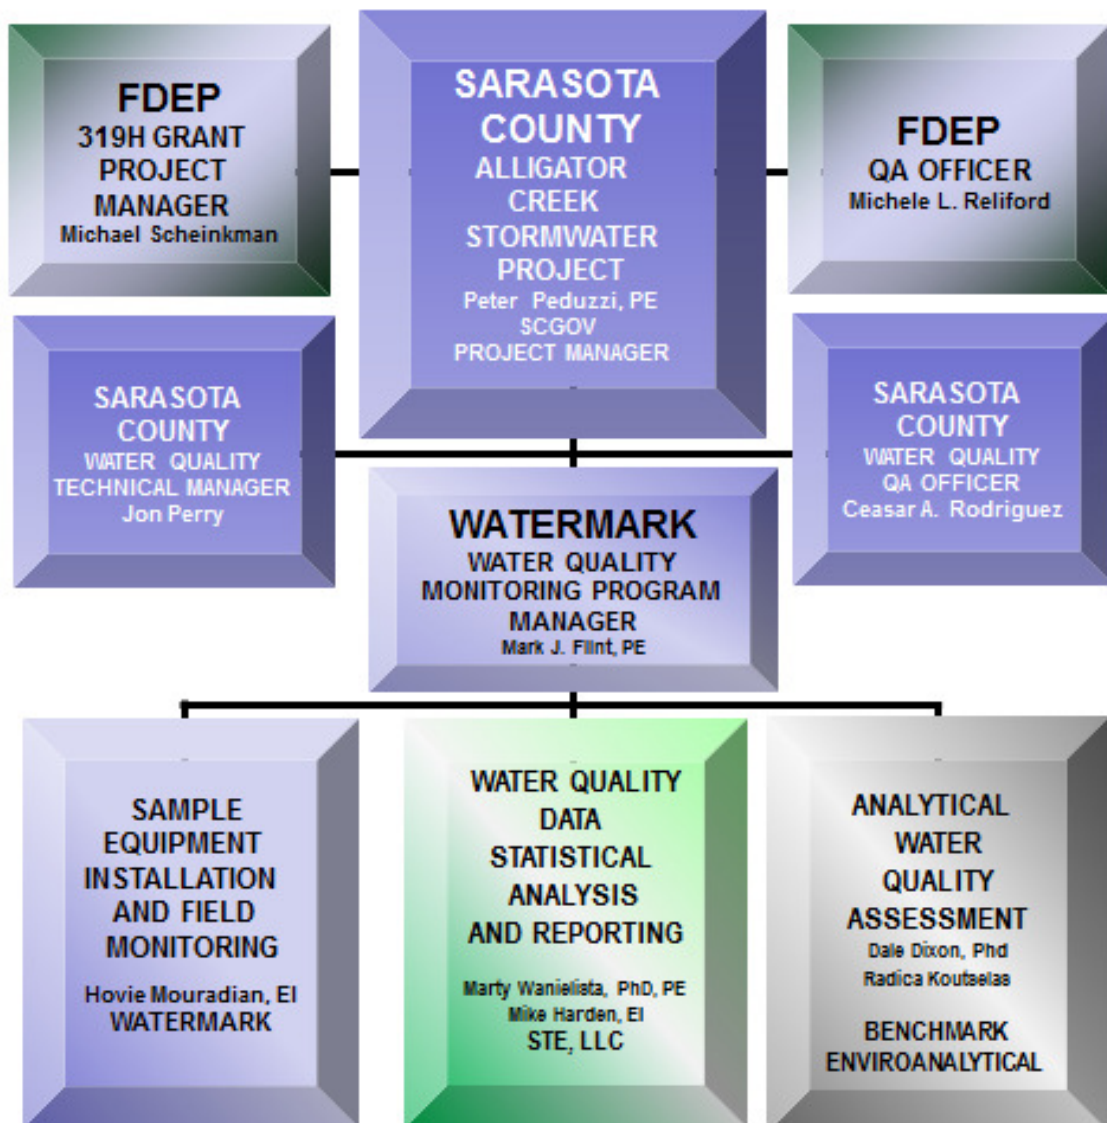 FDEP
319H GRANT
PROJECT
MANAGER
Michael Scheinkman
SARASOTA
COUNTY
ALLIGATOR
CREEK
STORMWATER
PROJECT
Peter Peduzzi, PE
SCGOV
PROJECT MANAGER
FDEP
QA OFFICER
Michele L. Reliford
SARASOTA
COUNTY
WATER QUALITY
TECHNICAL MANAGER
Jon Perry
SARASOTA
COUNTY
WATER QUALITY
QA OFFICER
Ceasar A. Rodriguez
WATERMARK
WATER QUALITY
MONITORING PROGRAM
MANAGER
Mark J. Flint, PE
SAMPLE
EQUIPMENT
INSTALLATION
AND FIELD
MONITORING
Hovie Mouradian, EI
WATERMARK
WATER QUALITY
DATA
STATISTICAL
ANALYSIS
AND REPORTING
Marty Wanielista, PhD, PE
Mike Harden, EI
STE, LLC
ANALYTICAL
WATER
QUALITY
ASSESSMENT
Dale Dixon, Phd
Radica Koutselas
BENCHMARK
ENVIROANALYTICAL